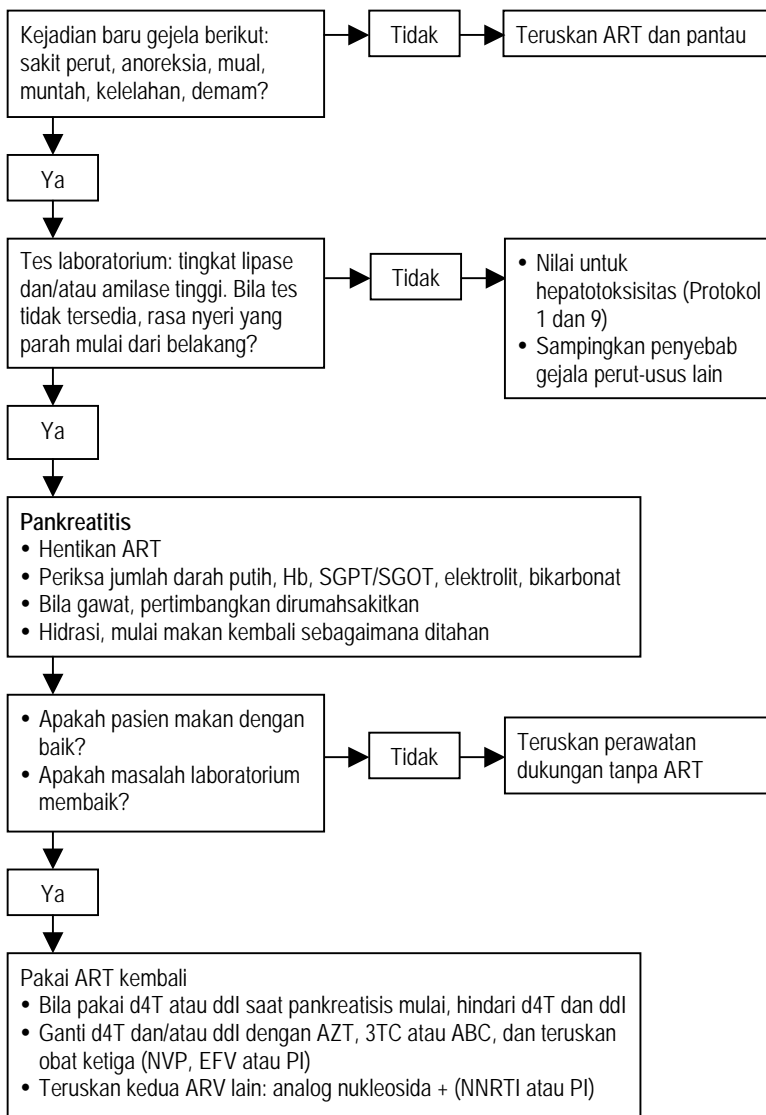 Kejadian baru gejela berikut:
sakit perut, anoreksia, mual,
muntah, kelelahan, demam?
Tidak
Teruskan ART dan pantau
Ya
Tes laboratorium: tingkat lipase
dan/atau amilase tinggi. Bila tes
tidak tersedia, rasa nyeri yang
parah mulai dari belakang?
Tidak
• Nilai untuk
hepatotoksisitas (Protokol
1 dan 9)
• Sampingkan penyebab
gejala perut-usus lain
Ya
Pankreatitis
• Hentikan ART
• Periksa jumlah darah putih, Hb, SGPT/SGOT, elektrolit, bikarbonat
• Bila gawat, pertimbangkan dirumahsakitkan
• Hidrasi, mulai makan kembali sebagaimana ditahan
• Apakah pasien makan dengan
baik?
• Apakah masalah laboratorium
membaik?
Tidak
Teruskan perawatan
dukungan tanpa ART
Ya
Pakai ART kembali
• Bila pakai d4T atau ddI saat pankreatisis mulai, hindari d4T dan ddI
• Ganti d4T dan/atau ddI dengan AZT, 3TC atau ABC, dan teruskan
obat ketiga (NVP, EFV atau PI)
• Teruskan kedua ARV lain: analog nukleosida + (NNRTI atau PI)